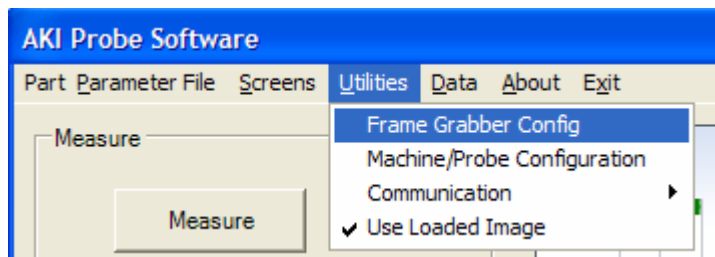 AKI Probe Software
Part Parameter File Screens Utilities Data About Exit
Frame Grabber Config
Measure
Machine/Probe Configuration
Communication
Measure
Use Loaded Image